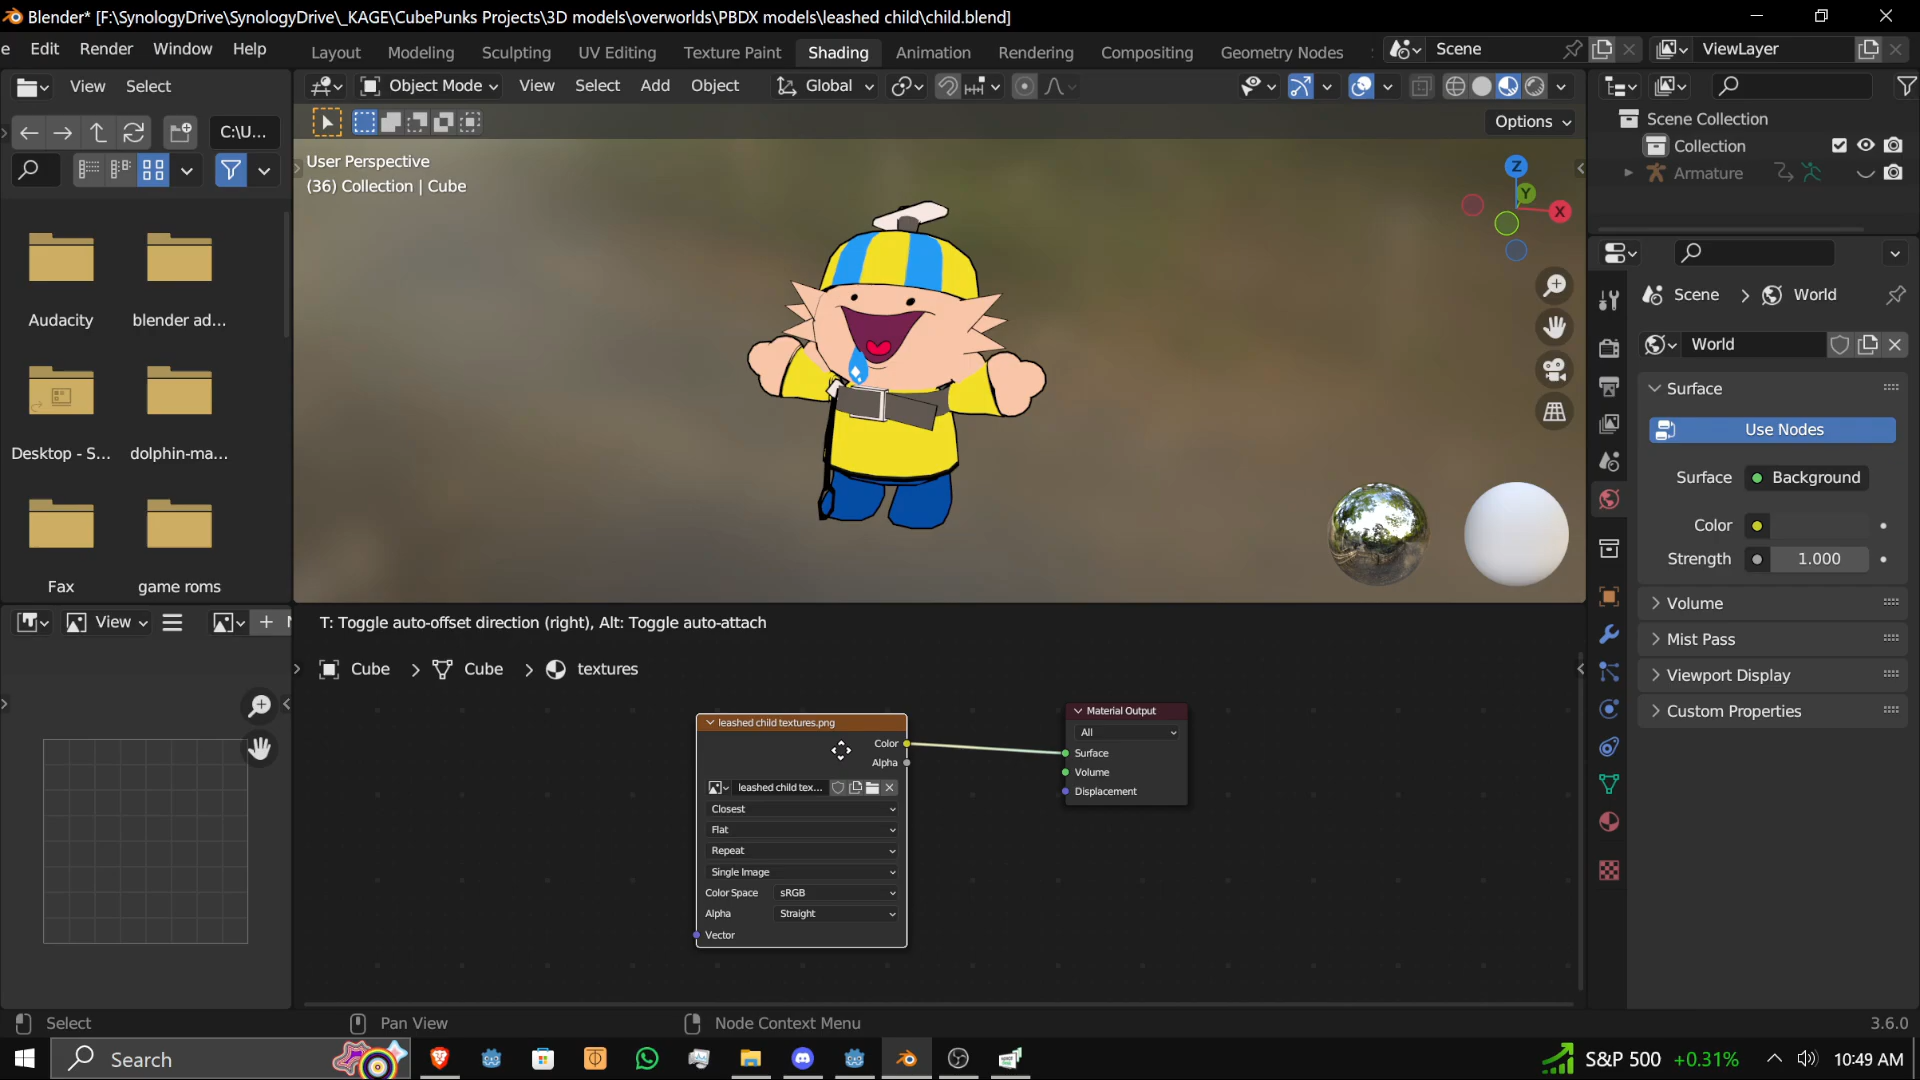 Blender* [F:\SynologyDrive\SynologyDrive\_KAGE\CubePunks Projects\3D models\overworlds\PBDX models\leashed child\child.blend]
e Edit Render Window Help
Layout Modeling Sculpting UV Editing Texture Paint Shading Animation Rendering Compositing Geometry Nodes
Scene
ViewLayer
View Select
Object Mode View Select Add Object Global
C:\U...
Options
User Perspective
(36) Collection | Cube
Z
Y
X
Scene Collection
Collection
Armature
Audacity blender ad...
Desktop - S... dolphin-ma...
Fax game roms
Scene > World
World
Surface
Use Nodes
Surface Background
Color
Strength 1.000
Volume
Mist Pass
Viewport Display
Custom Properties
View
T: Toggle auto-offset direction (right), Alt: Toggle auto-attach
Cube > Cube > textures
leashed child textures.png
Color
Alpha
leashed child tex...
Closest
Flat
Repeat
Single Image
Color Space sRGB
Alpha Straight
Vector
Material Output
All
Surface
Volume
Displacement
Select Pan View Node Context Menu
3.6.0
Search
S&P 500 +0.31%
10:49 AM